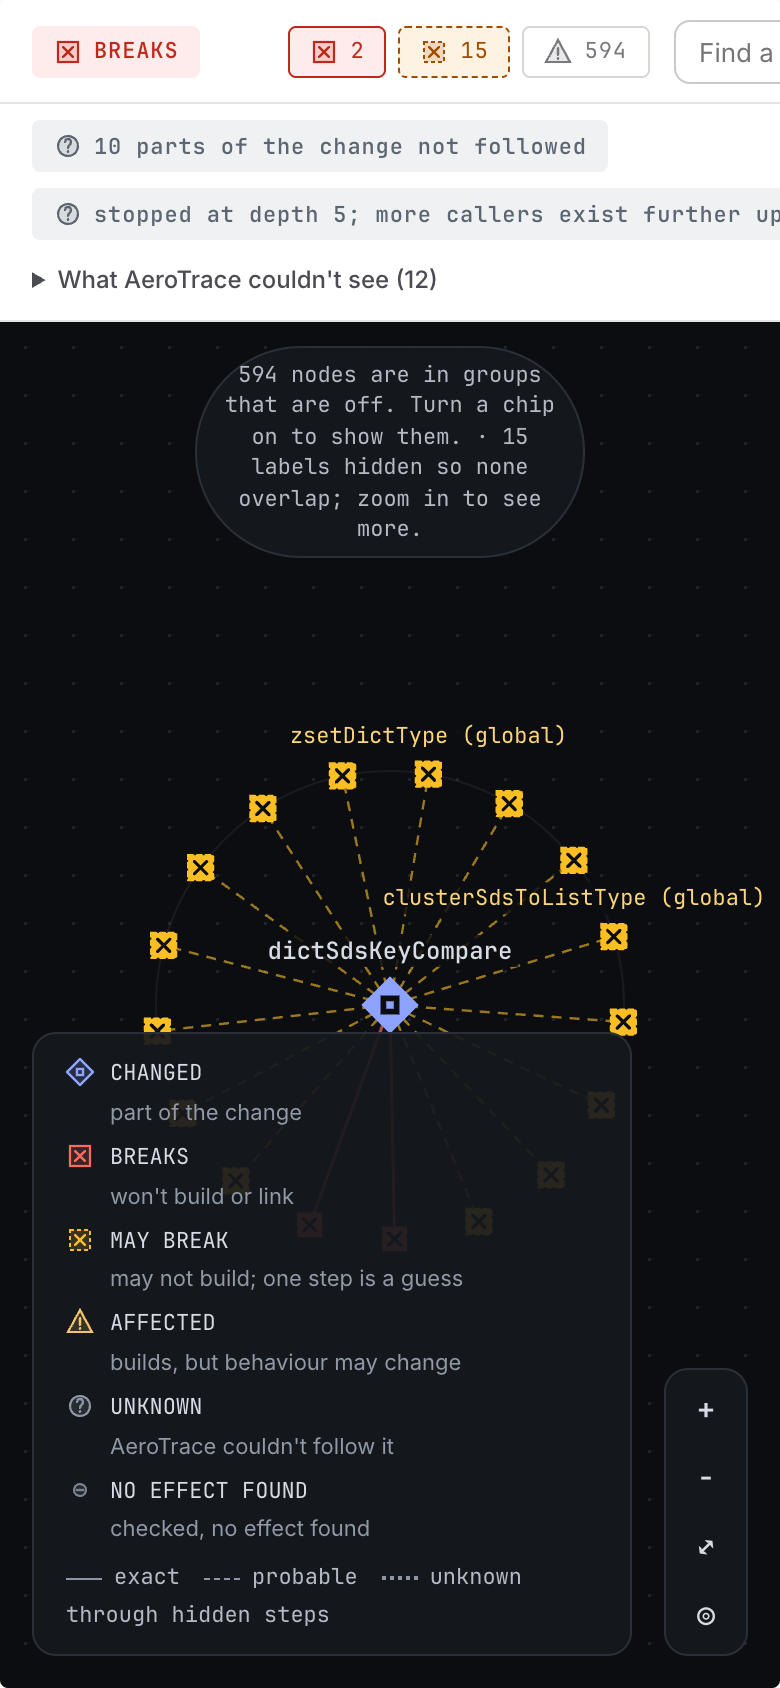 BREAKS
2
15
594
Find a
10 parts of the change not followed
stopped at depth 5; more callers exist further up
What AeroTrace couldn't see (12)
594 nodes are in groups
that are off. Turn a chip
on to show them. · 15
labels hidden so none
overlap; zoom in to see
more.
zsetDictType (global)
clusterSdsToListType (global)
dictSdsKeyCompare
CHANGED
part of the change
BREAKS
won't build or link
MAY BREAK
may not build; one step is a guess
AFFECTED
builds, but behaviour may change
UNKNOWN
AeroTrace couldn't follow it
NO EFFECT FOUND
checked, no effect found
exact probable unknown
through hidden steps
+
-